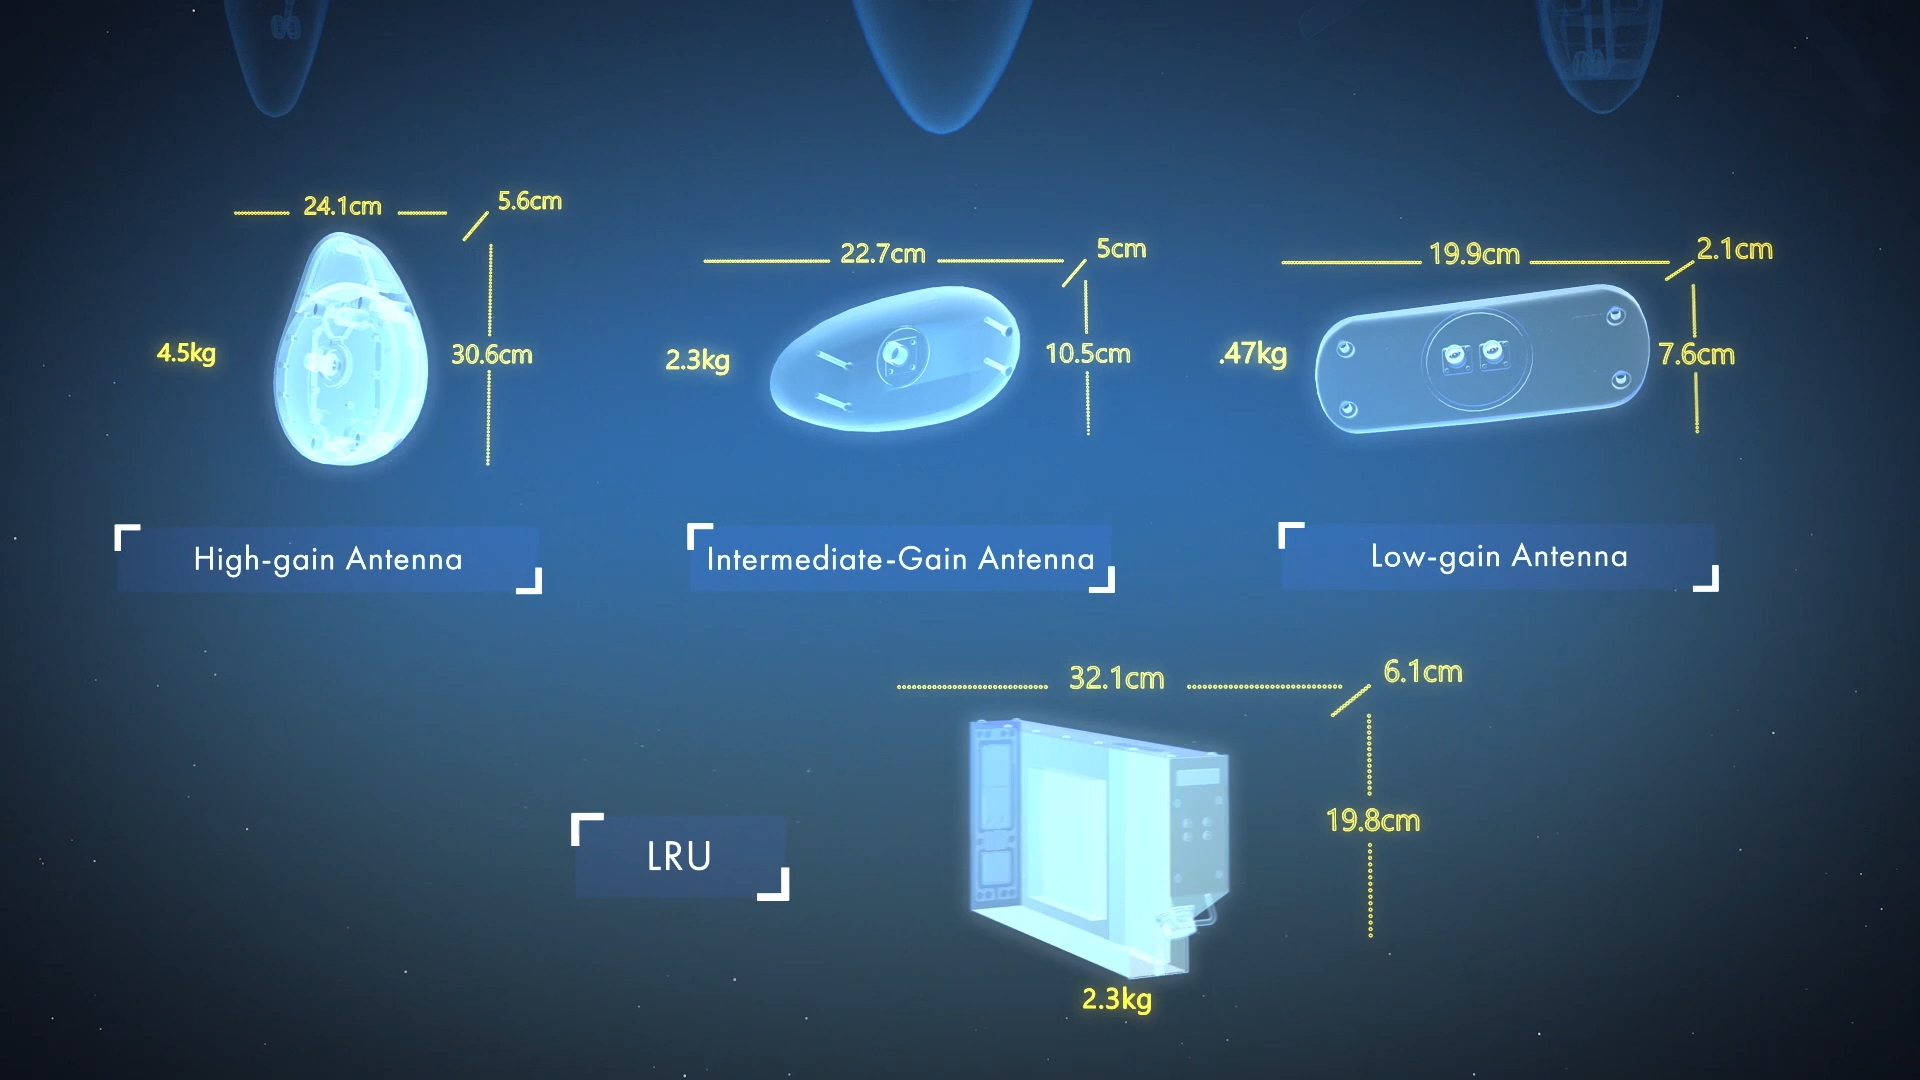 24.1cm
5.6cm
4.5kg
30.6cm
High-gain Antenna
22.7cm
5cm
2.3kg
10.5cm
Intermediate-Gain Antenna
19.9cm
2.1cm
.47kg
7.6cm
Low-gain Antenna
32.1cm
6.1cm
19.8cm
LRU
2.3kg